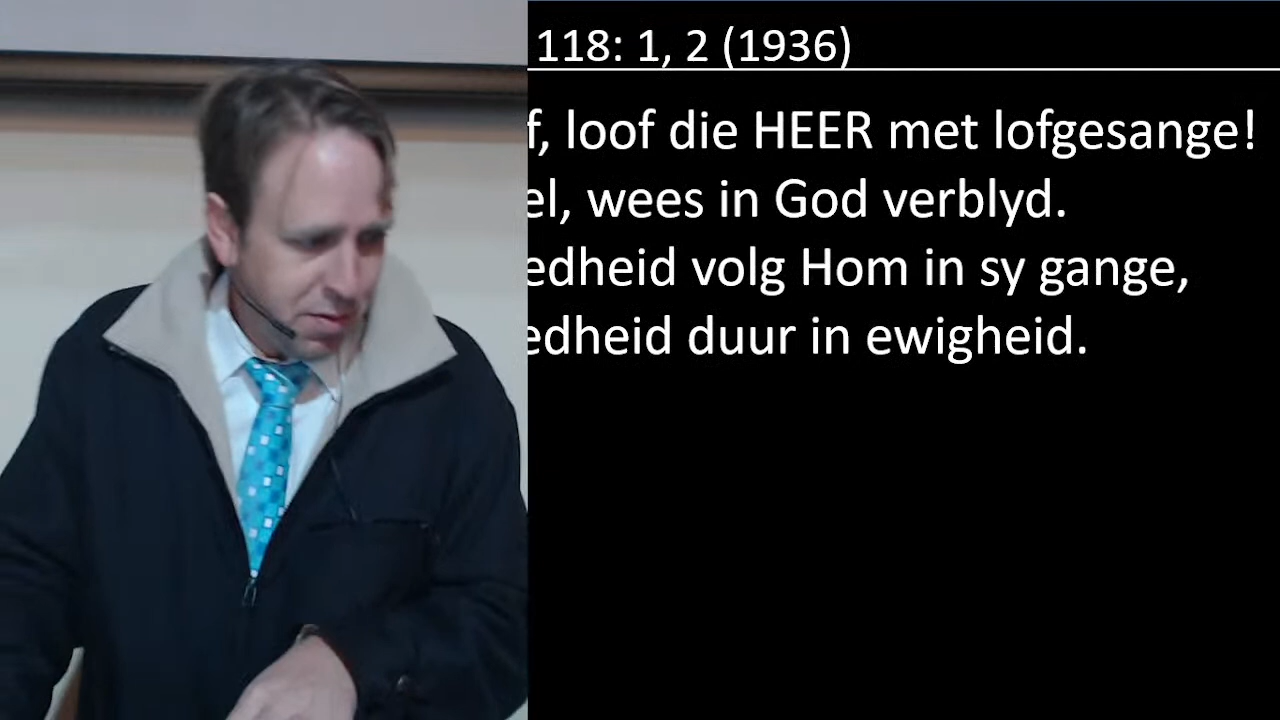 118: 1, 2 (1936)
f, loof die HEER met lofgesange!
el, wees in God verblyd.
edheid volg Hom in sy gange,
edheid duur in ewigheid.